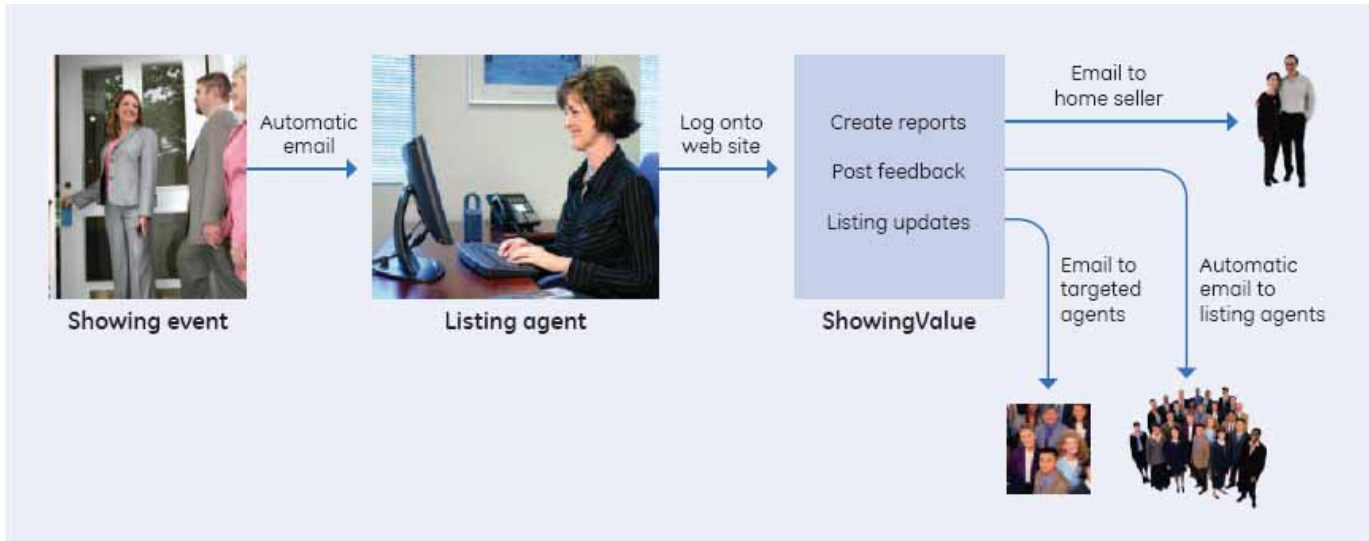 Showing event
Automatic
email
Listing agent
Log onto
web site
Create reports
Post feedback
Listing updates
ShowingValue
Email to
home seller
Email to
targeted
agents
Automatic
email to
listing agents